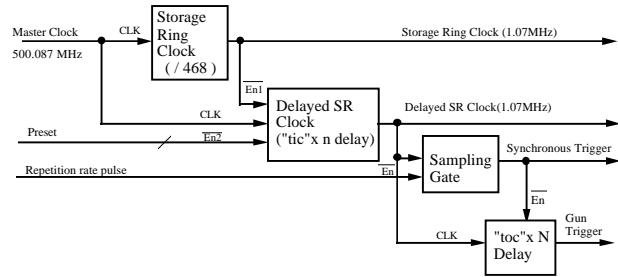 Master Clock
500.087 MHz
CLK
Storage
Ring
Clock
( / 468 )
Storage Ring Clock (1.07MHz)
En1
CLK
Delayed SR
Clock
("tic"x n delay)
Delayed SR Clock(1.07MHz)
Preset
En2
Repetition rate pulse
En
Sampling
Gate
Synchronous Trigger
En
CLK
"toc"x N
Delay
Gun
Trigger